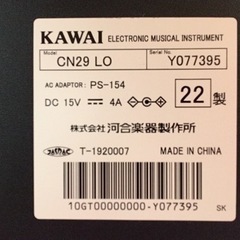 KAWAI ELECTRONIC MUSICAL INSTRUMENT
Model Serial No.
CN29 LO Y077395
AC ADAPTOR: PS-154
DC 15V ⎓ 4A
22 製
株式会社 河合楽器製作所
JASRAC T-1920007 MADE IN CHINA
10GT00000000-Y077395
SK